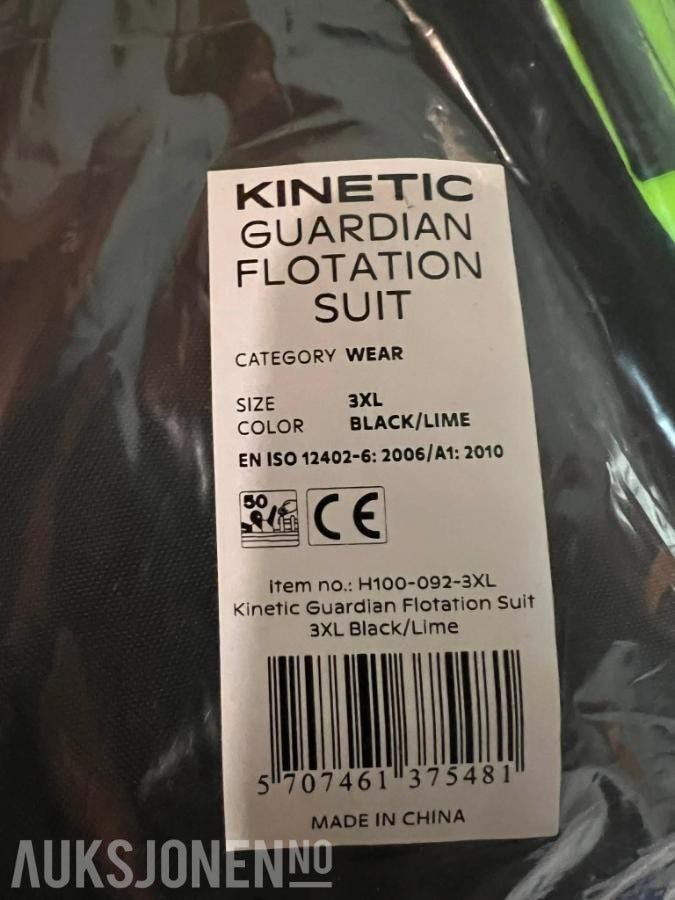 KINETIC
GUARDIAN
FLOTATION
SUIT
CATEGORY WEAR
SIZE 3XL
COLOR BLACK/LIME
EN ISO 12402-6: 2006/A1: 2010
50
CE
Item no.: H100-092-3XL
Kinetic Guardian Flotation Suit
3XL Black/Lime
5 707461 375481
MADE IN CHINA
AUKSJONEN NO